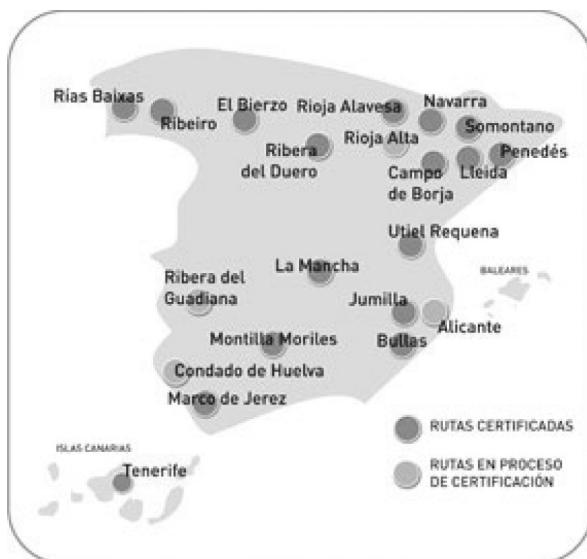 Rías Baixas
Ribeiro
El Bierzo
Rioja Alavesa
Navarra
Rioja Alta
Somontano
Ribera
del Duero
Campo
de Borja
Lleida
Penedés
Utiel Requena
La Mancha
BALEARES
Ribera del
Guadiana
Jumilla
Alicante
Montilla Moriles
Bullas
Condado de Huelva
Marco de Jerez
RUTAS CERTIFICADAS
ISLAS CANARIAS
Tenerife
RUTAS EN PROCESO
DE CERTIFICACIÓN